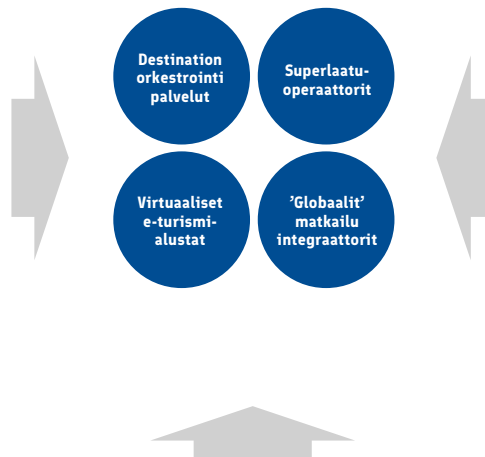 Destination
orkestrointi
palvelut
Superlaatu-
operaattorit
Virtuaaliset
e-turismi-
alustat
’Globaalit’
matkailu
integraattorit